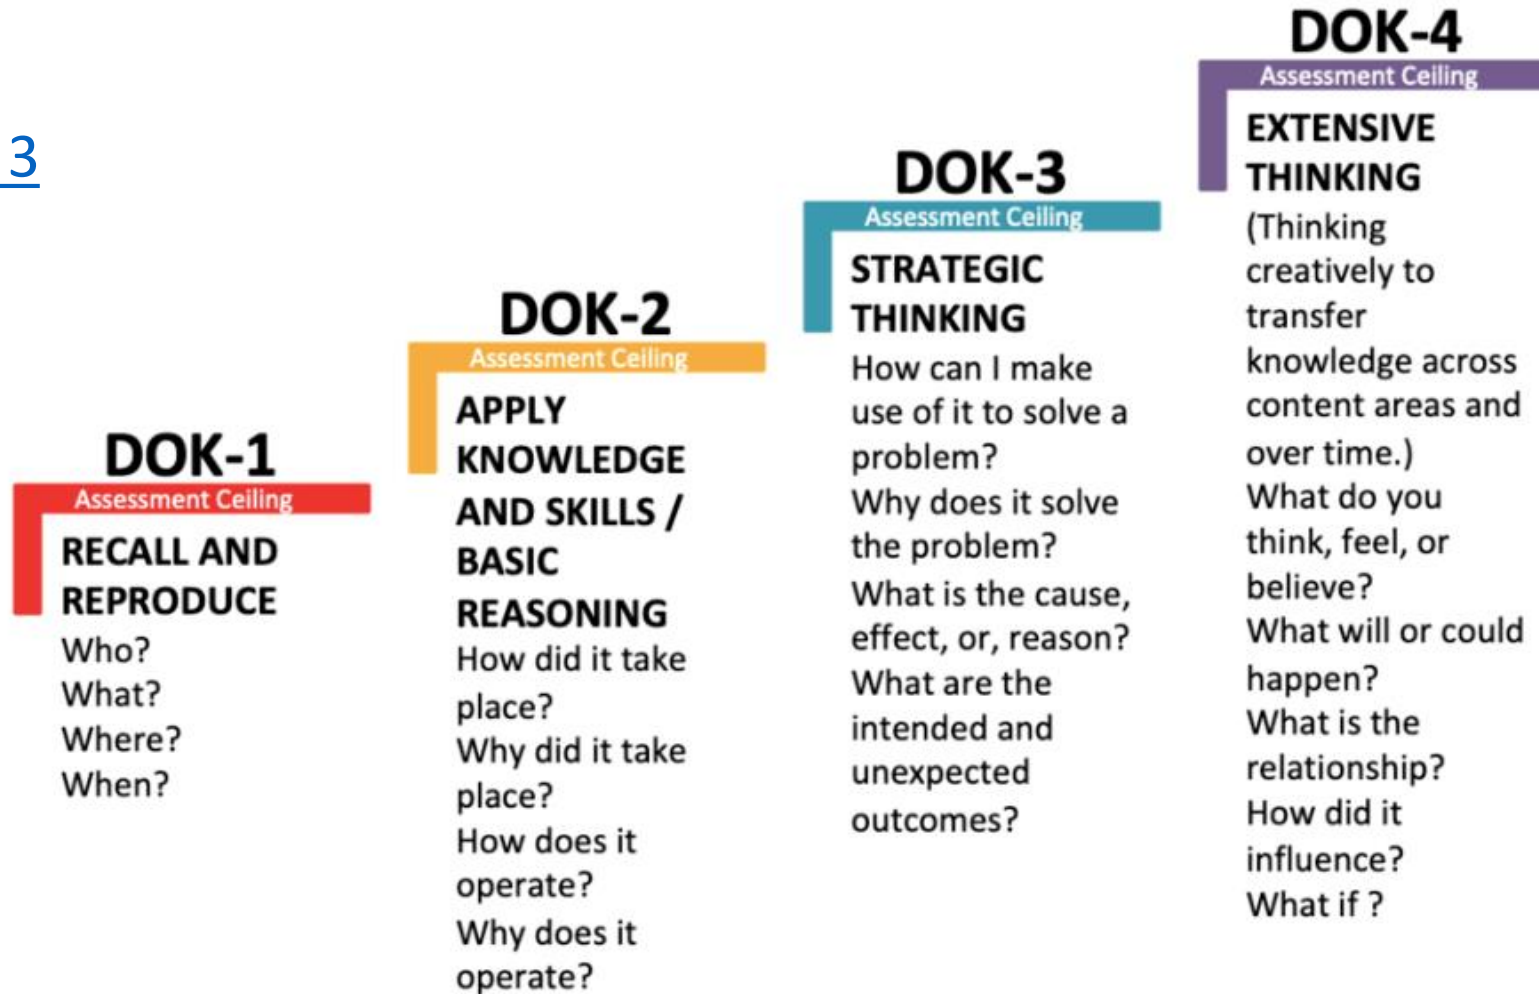 3
DOK-1
Assessment Ceiling
RECALL AND
REPRODUCE
Who?
What?
Where?
When?
DOK-2
Assessment Ceiling
APPLY
KNOWLEDGE
AND SKILLS /
BASIC
REASONING
How did it take
place?
Why did it take
place?
How does it
operate?
Why does it
operate?
DOK-3
Assessment Ceiling
STRATEGIC
THINKING
How can I make
use of it to solve a
problem?
Why does it solve
the problem?
What is the cause,
effect, or, reason?
What are the
intended and
unexpected
outcomes?
DOK-4
Assessment Ceiling
EXTENSIVE
THINKING
(Thinking
creatively to
transfer
knowledge across
content areas and
over time.)
What do you
think, feel, or
believe?
What will or could
happen?
What is the
relationship?
How did it
influence?
What if ?